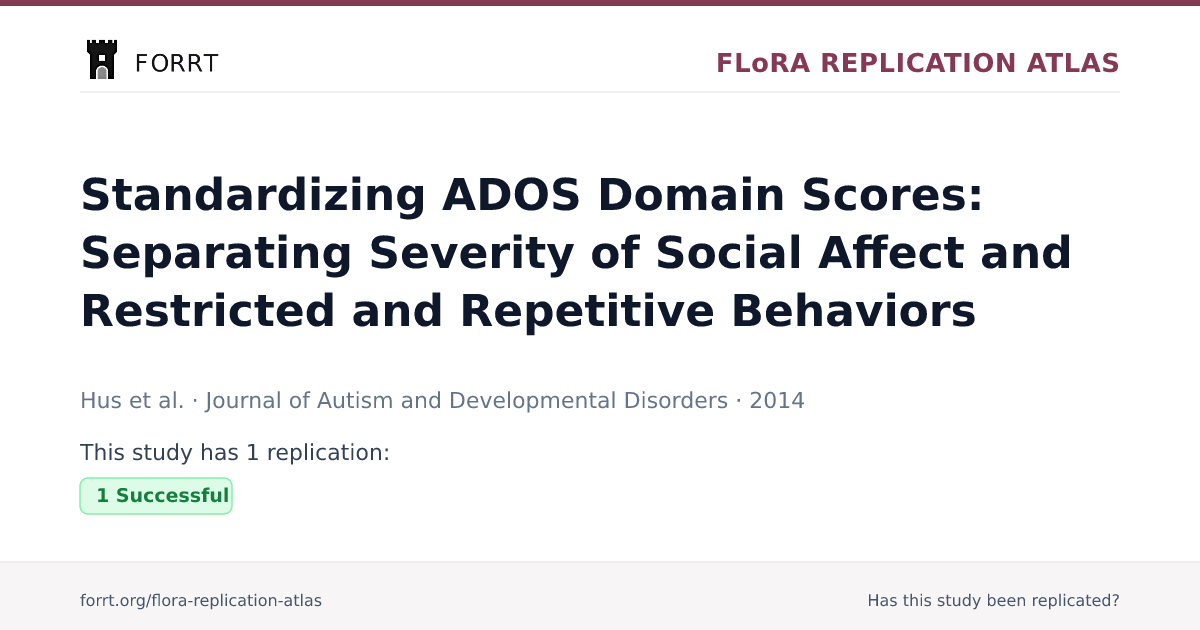 FORRT
FLoRA REPLICATION ATLAS
Standardizing ADOS Domain Scores:
Separating Severity of Social Affect and
Restricted and Repetitive Behaviors
Hus et al. · Journal of Autism and Developmental Disorders · 2014
This study has 1 replication:
1 Successful
forrt.org/flora-replication-atlas
Has this study been replicated?